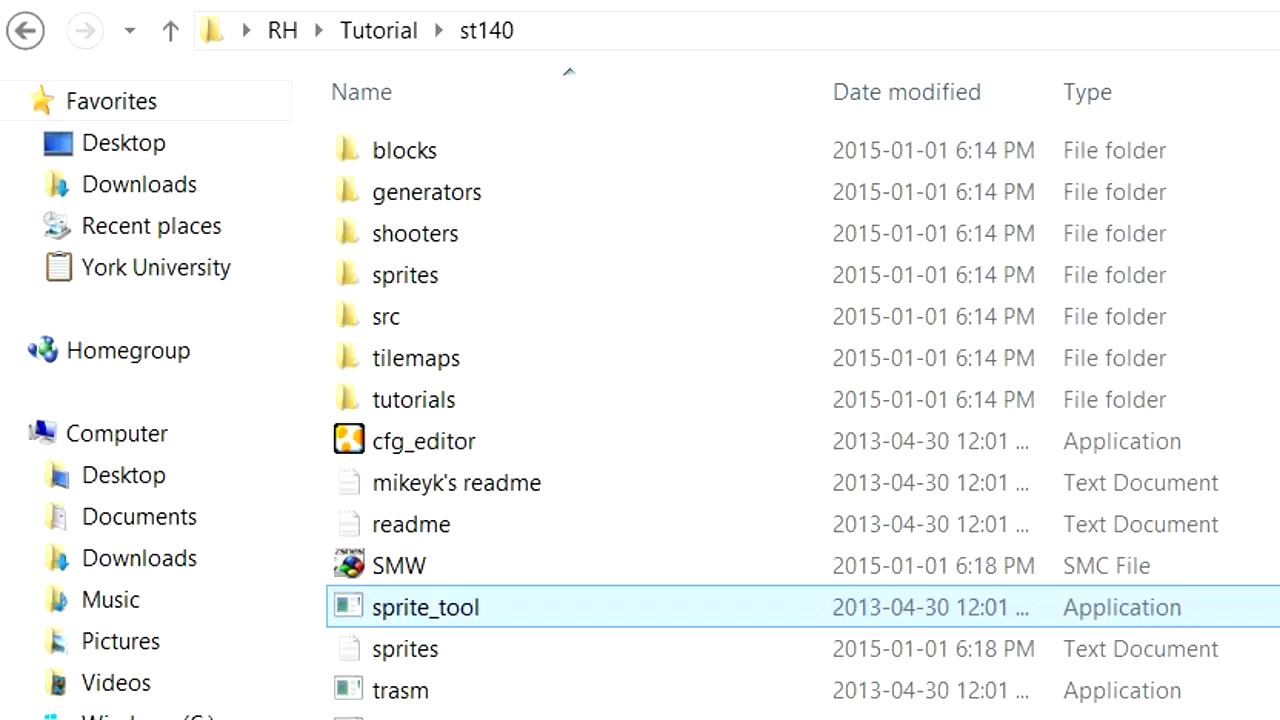 RH Tutorial st140
Name Date modified Type
Favorites
Desktop
Downloads
Recent places
York University
Homegroup
Computer
Desktop
Documents
Downloads
Music
Pictures
Videos
blocks 2015-01-01 6:14 PM File folder
generators 2015-01-01 6:14 PM File folder
shooters 2015-01-01 6:14 PM File folder
sprites 2015-01-01 6:14 PM File folder
src 2015-01-01 6:14 PM File folder
tilemaps 2015-01-01 6:14 PM File folder
tutorials 2015-01-01 6:14 PM File folder
cfg_editor 2013-04-30 12:01 ... Application
mikeyk's readme 2013-04-30 12:01 ... Text Document
readme 2013-04-30 12:01 ... Text Document
SMW 2015-01-01 6:18 PM SMC File
sprite_tool 2013-04-30 12:01 ... Application
sprites 2015-01-01 6:18 PM Text Document
trasm 2013-04-30 12:01 ... Application